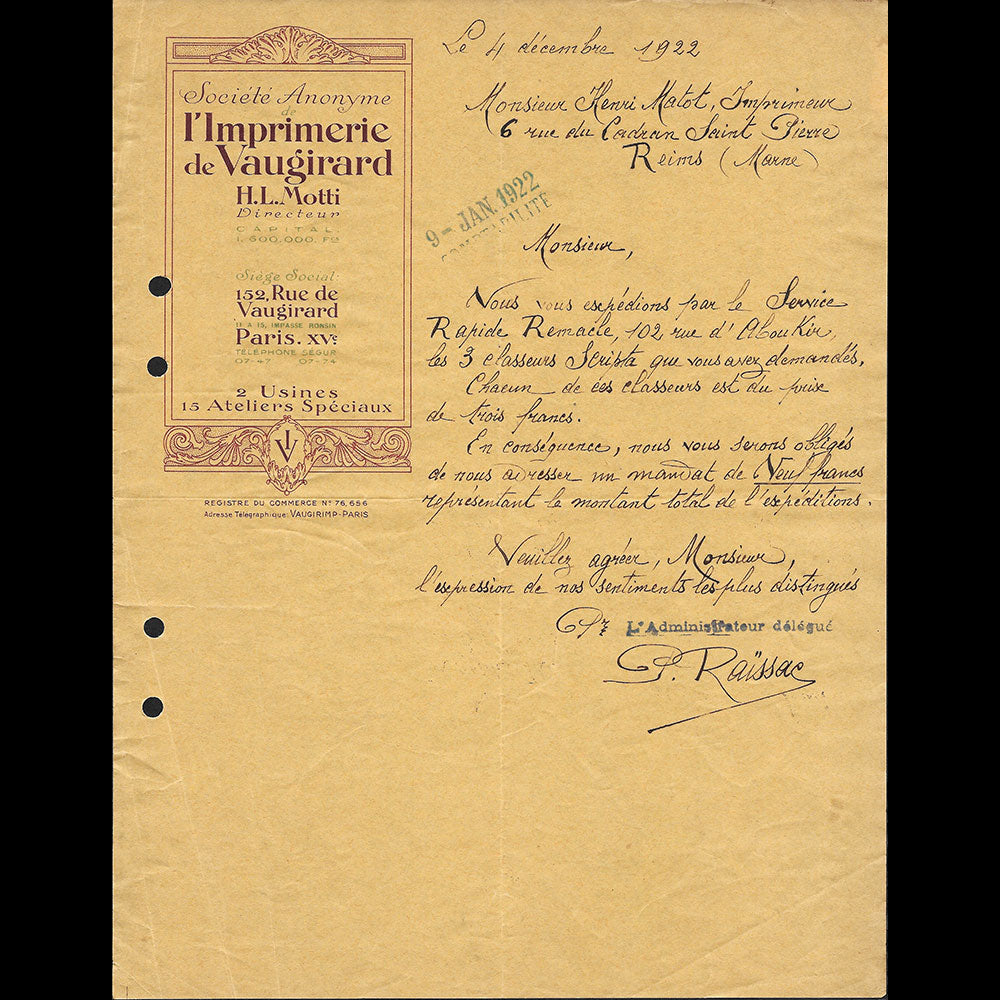 Société Anonyme
de
l'Imprimerie
de Vaugirard
H.L. Motti
Directeur
CAPITAL
1.600.000. Frs
Siège Social:
152, Rue de
Vaugirard
11 A 15, IMPASSE RONSIN
Paris. XVe
TÉLÉPHONE SÉGUR
07-47 07-74
2 Usines
15 Ateliers Spéciaux
IV
REGISTRE DU COMMERCE N° 76,656
Adresse Télégraphique: VAUGIRIMP-PARIS
Le 4 décembre 1922
Monsieur Henri Matot, Imprimeur
6 rue du Cadran Saint Pierre
Reims (Marne)
9 - JAN. 1922
COMPTABILITÉ
Monsieur,
Nous vous expédions par le Service
Rapide Remacle, 102 rue d'Aboukir,
les 3 classeurs Scripta que vous avez demandés.
Chacun de ces classeurs est du prix
de trois francs.
En conséquence, nous vous serons obligés
de nous adresser un mandat de Neuf francs
représentant le montant total de l'expéditions.
Veuillez agréer, Monsieur,
l'expression de nos sentiments les plus distingués
Pr L'Administrateur délégué
P. Raïssac